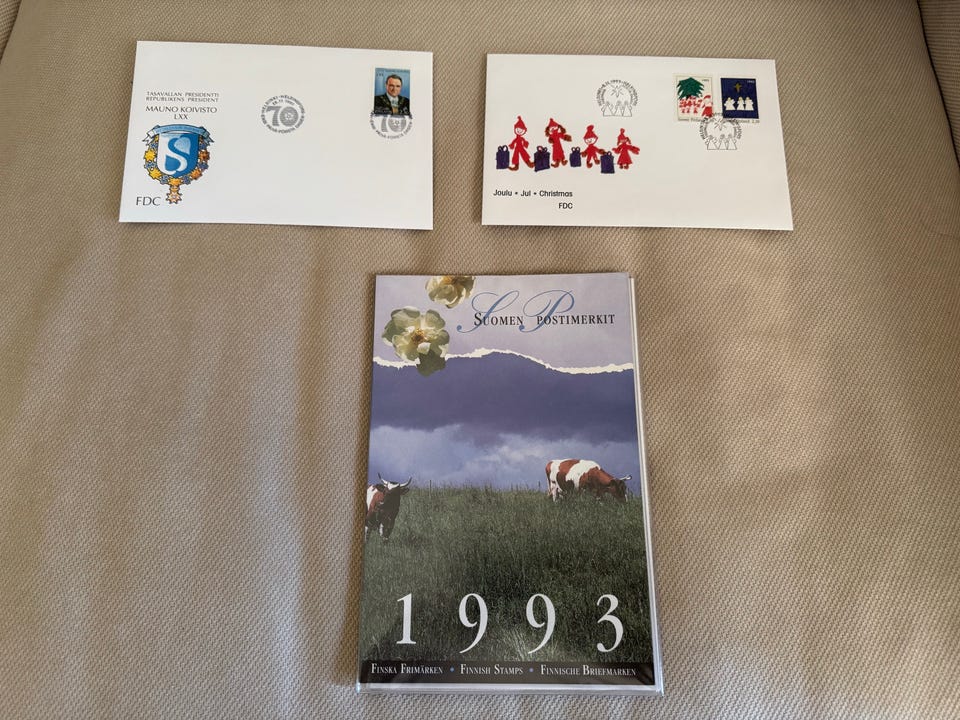 TASAVALLAN PRESIDENTTI
REPUBLIKENS PRESIDENT
MAUNO KOIVISTO
LXX
S
FDC
70
70
Joulu • Jul • Christmas
FDC
SUOMEN POSTIMERKIT
1993
FINSKA FRIMÄRKEN • FINNISH STAMPS • FINNISCHE BRIEFMARKEN